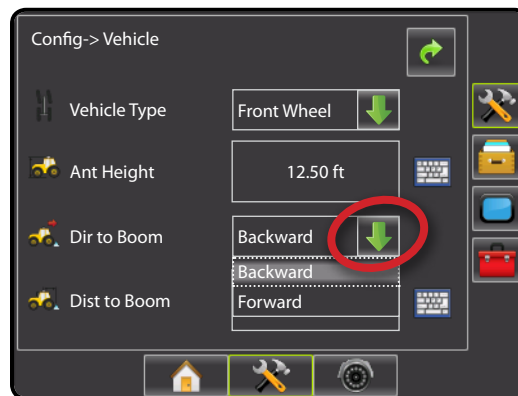 Config-> Vehicle
Vehicle Type Front Wheel
Ant Height 12.50 ft
Dir to Boom Backward
Backward
Dist to Boom Forward